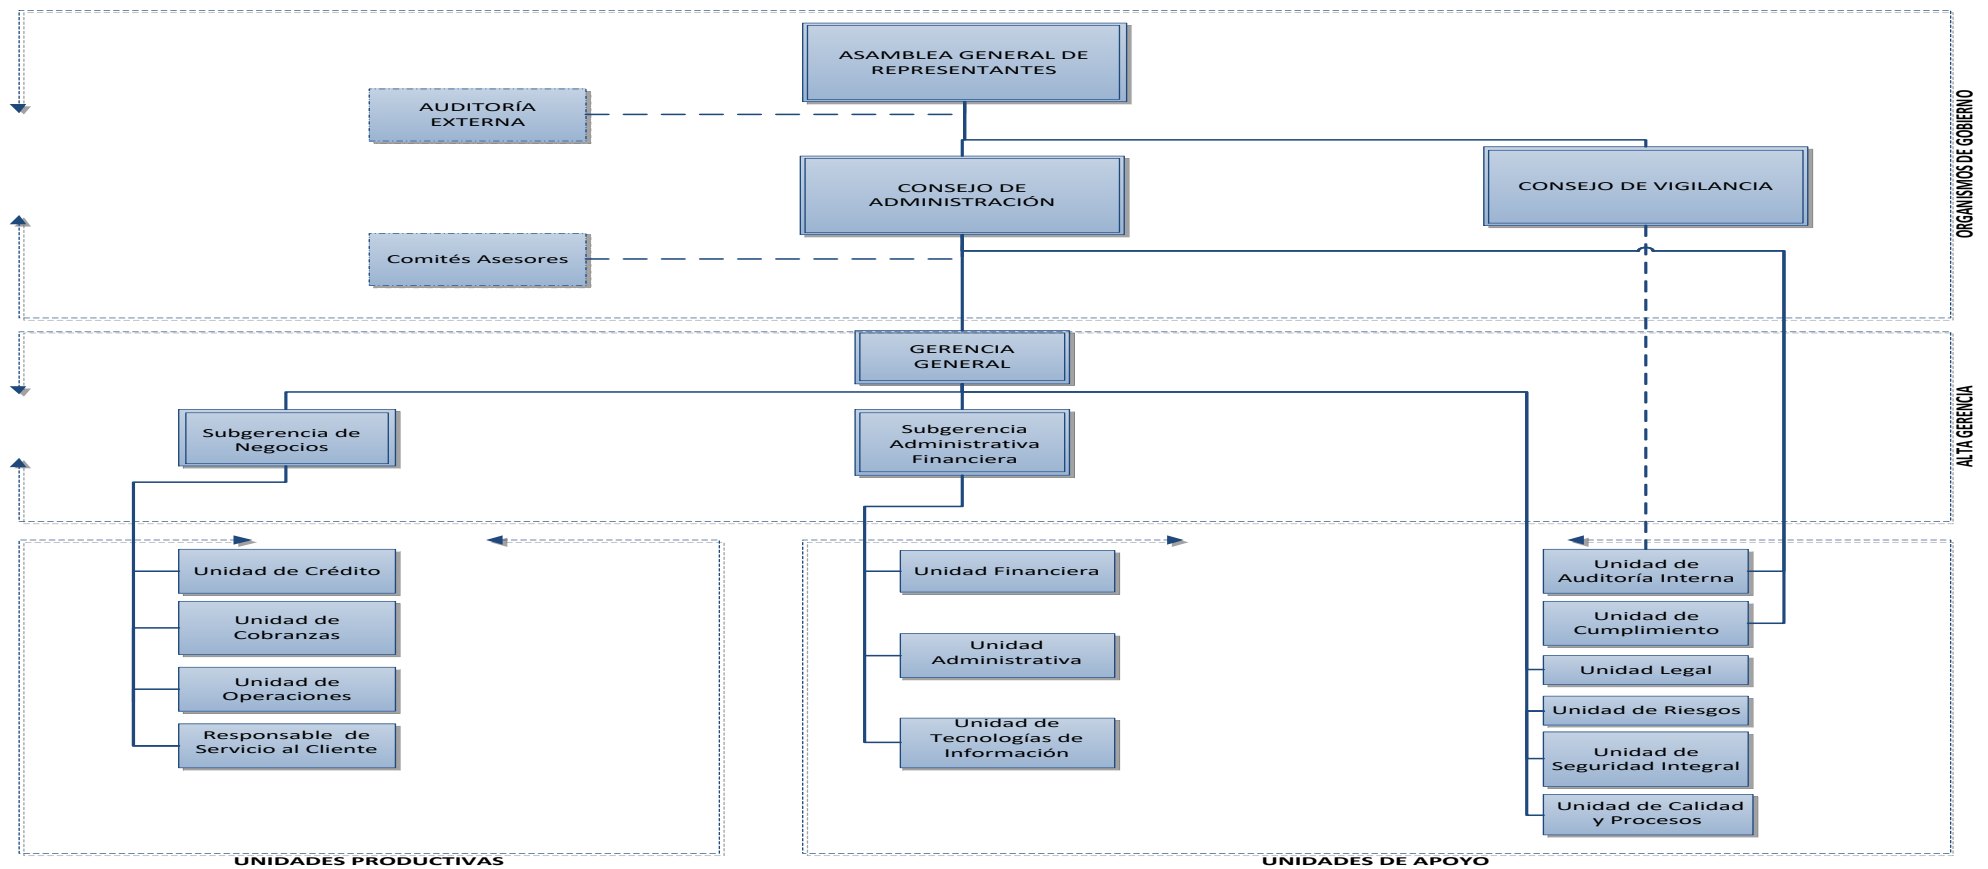 ASAMBLEA GENERAL DE
REPRESENTANTES
AUDITORÍA
EXTERNA
CONSEJO DE
ADMINISTRACIÓN
CONSEJO DE VIGILANCIA
Comités Asesores
ORGANISMOS DE GOBIERNO
GERENCIA
GENERAL
Subgerencia de
Negocios
Subgerencia
Administrativa
Financiera
ALTA GERENCIA
Unidad de Crédito
Unidad de
Cobranzas
Unidad de
Operaciones
Responsable de
Servicio al Cliente
Unidad Financiera
Unidad
Administrativa
Unidad de
Tecnologías de
Información
Unidad de
Auditoría Interna
Unidad de
Cumplimiento
Unidad Legal
Unidad de Riesgos
Unidad de
Seguridad Integral
Unidad de Calidad
y Procesos
UNIDADES PRODUCTIVAS
UNIDADES DE APOYO